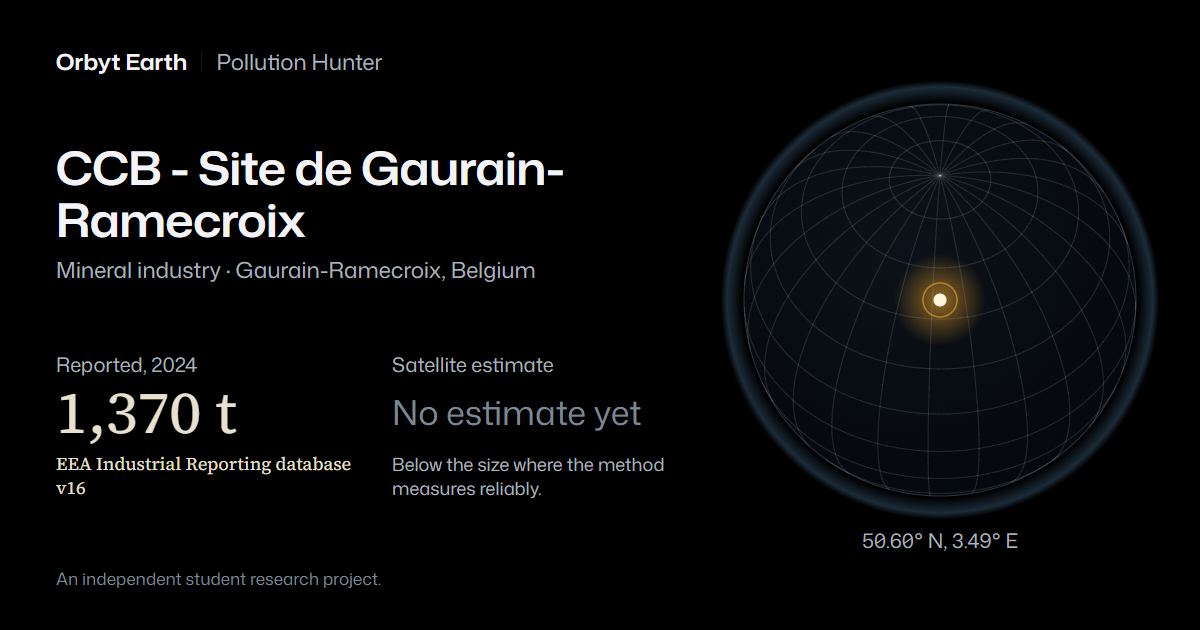 Orbyt Earth | Pollution Hunter
CCB - Site de Gaurain-
Ramecroix
Mineral industry · Gaurain-Ramecroix, Belgium
Reported, 2024
1,370 t
EEA Industrial Reporting database
v16
Satellite estimate
No estimate yet
Below the size where the method
measures reliably.
50.60° N, 3.49° E
An independent student research project.